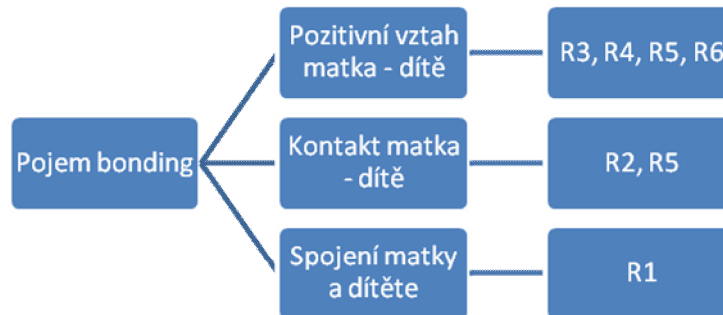 Pojem bonding
Pozitivní vztah
matka - dítě
R3, R4, R5, R6
Kontakt matka
- dítě
R2, R5
Spojení matky
a dítěte
R1